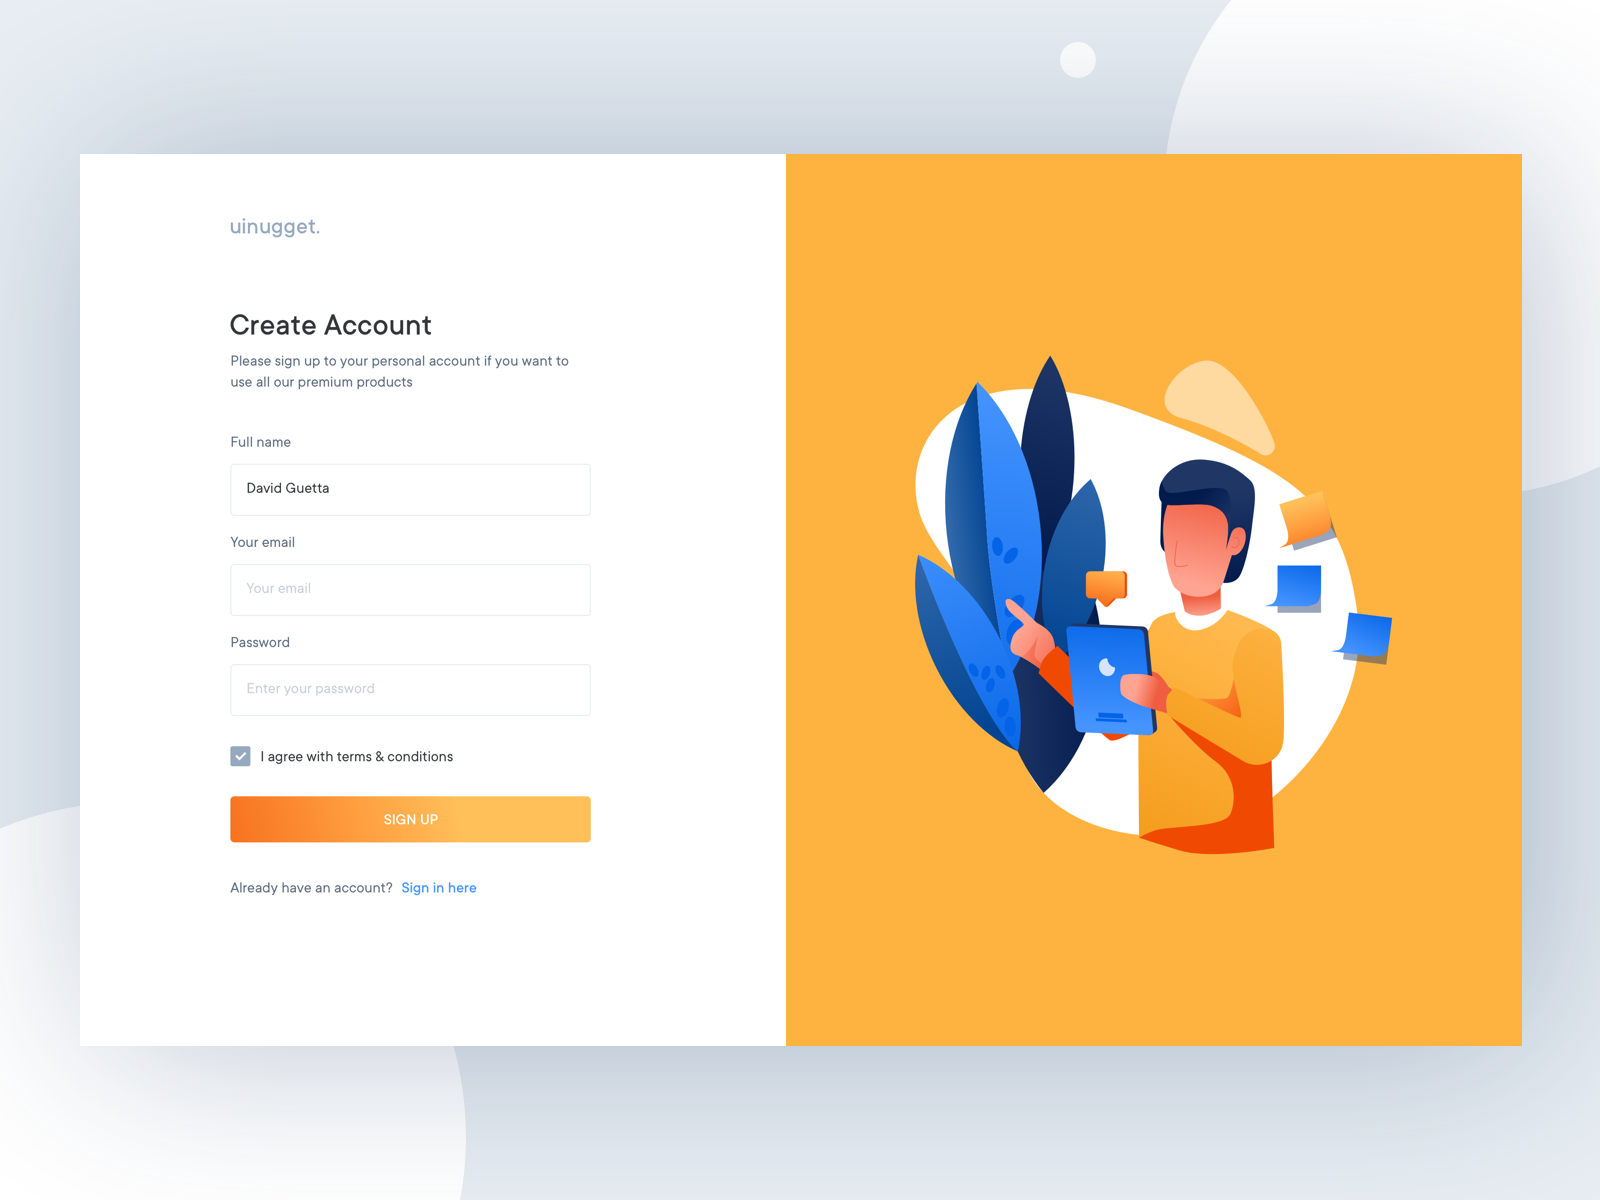 uinugget.
Create Account
Please sign up to your personal account if you want to
use all our premium products
Full name
David Guetta
Your email
Your email
Password
Enter your password
I agree with terms & conditions
SIGN UP
Already have an account? Sign in here